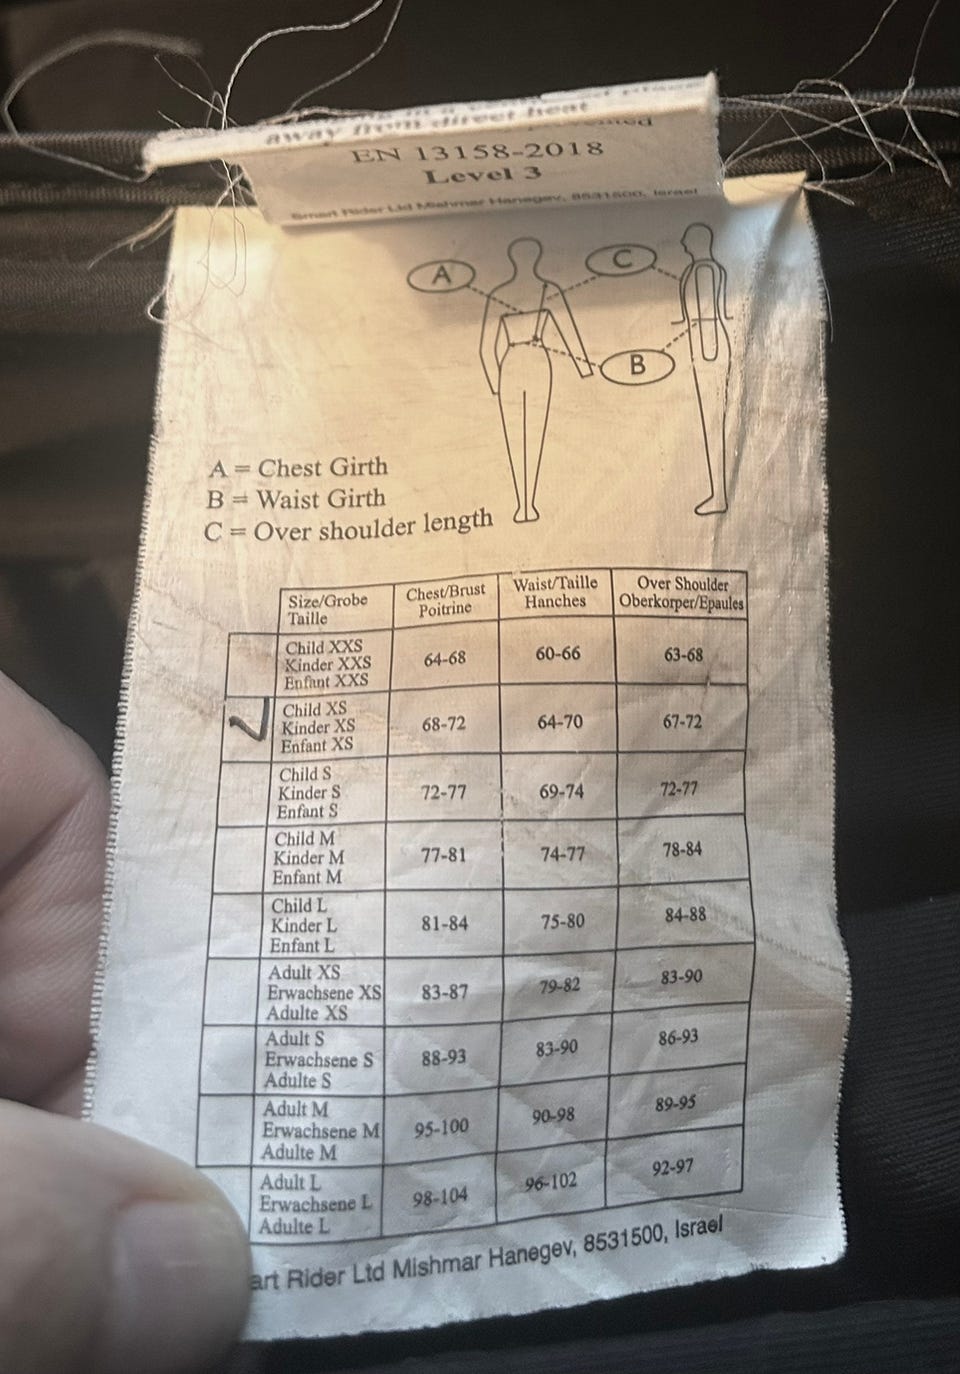 away from direct heat
EN 13158-2018
Level 3
Smart Rider Ltd Mishmar Hanegev, 8531500, Israel
A
C
B
A = Chest Girth
B = Waist Girth
C = Over shoulder length
Size/Grobe Taille
Chest/Brust Poitrine
Waist/Taille Hanches
Over Shoulder Oberkorper/Epaules
Child XXS
Kinder XXS
Enfant XXS
64-68
60-66
63-68
Child XS
Kinder XS
Enfant XS
68-72
64-70
67-72
Child S
Kinder S
Enfant S
72-77
69-74
72-77
Child M
Kinder M
Enfant M
77-81
74-77
78-84
Child L
Kinder L
Enfant L
81-84
75-80
84-88
Adult XS
Erwachsene XS
Adulte XS
83-87
79-82
83-90
Adult S
Erwachsene S
Adulte S
88-93
83-90
86-93
Adult M
Erwachsene M
Adulte M
95-100
90-98
89-95
Adult L
Erwachsene L
Adulte L
98-104
96-102
92-97
art Rider Ltd Mishmar Hanegev, 8531500, Israel